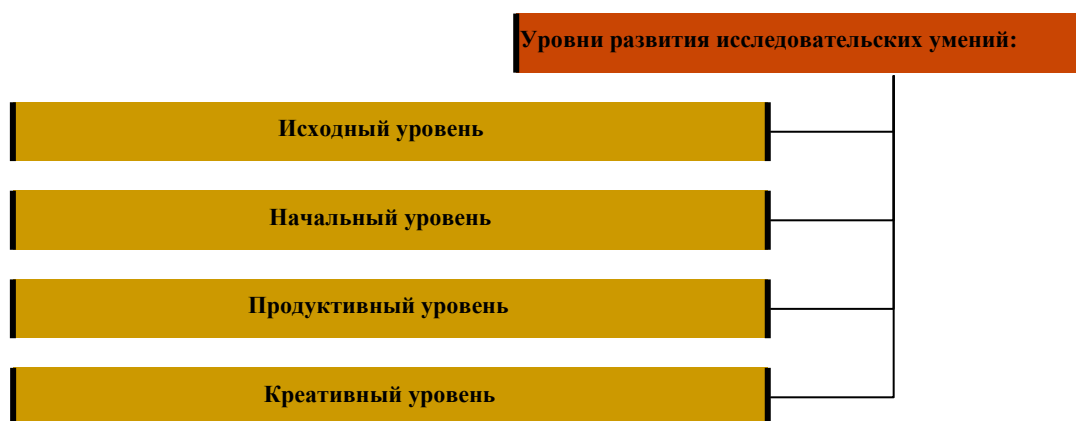 Уровни развития исследовательских умений:
Исходный уровень
Начальный уровень
Продуктивный уровень
Креативный уровень